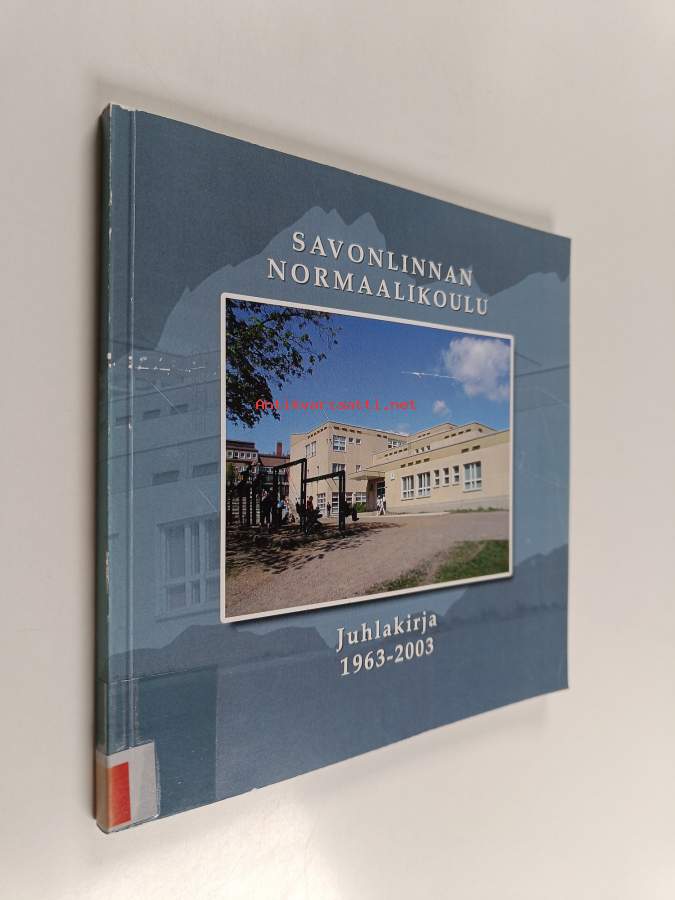 SAVONLINNAN
NORMAALIKOULU
Antikvariaatti.net
Juhlakirja
1963-2003